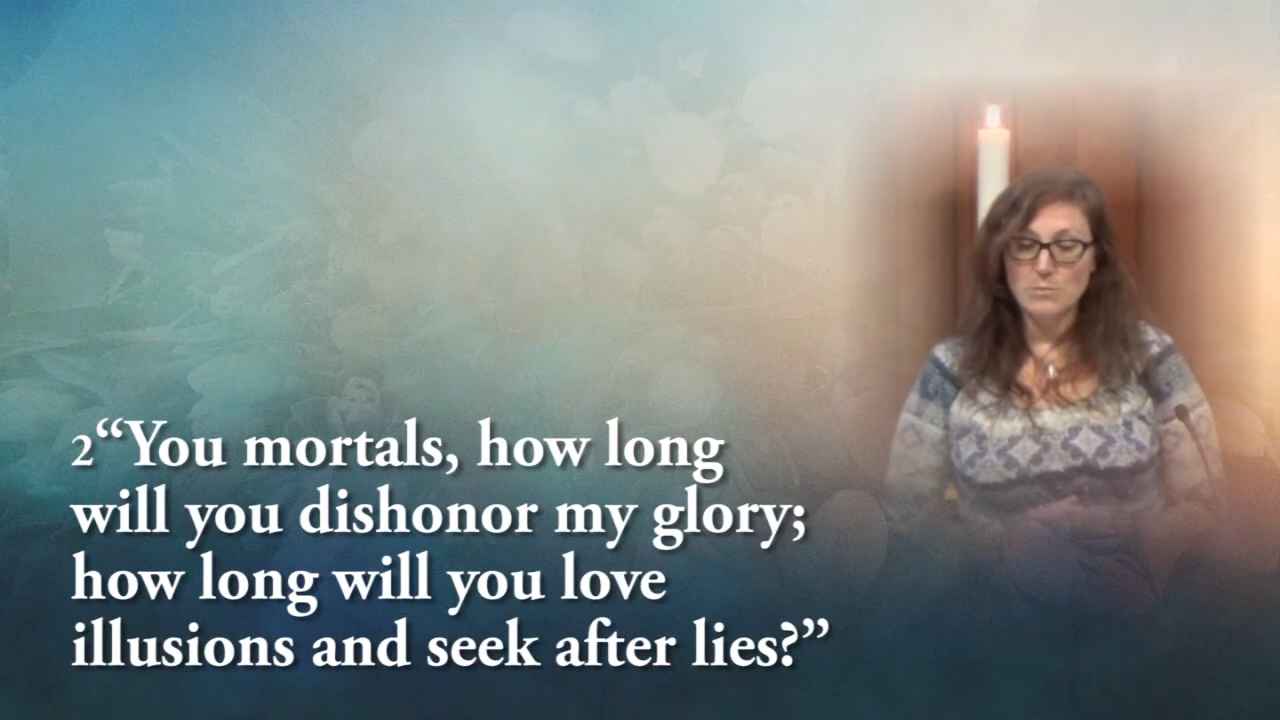 2“You mortals, how long
will you dishonor my glory;
how long will you love
illusions and seek after lies?”